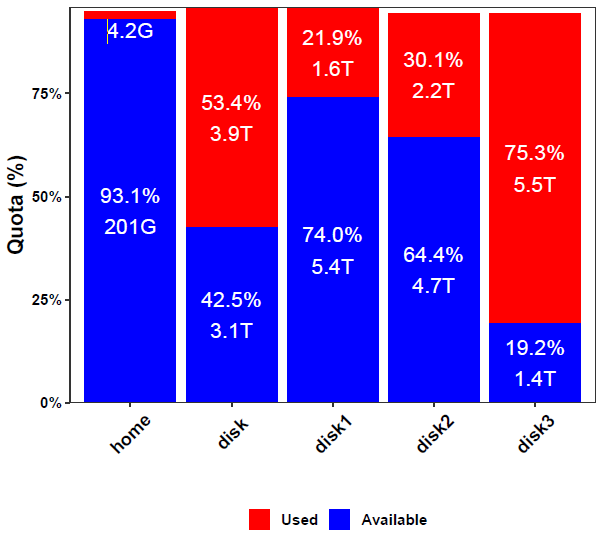 4.2G
21.9%
1.6T
30.1%
2.2T
75%
53.4%
3.9T
75.3%
5.5T
Quota (%)
50%
93.1%
201G
74.0%
5.4T
64.4%
4.7T
25%
42.5%
3.1T
19.2%
1.4T
0%
home
disk
disk1
disk2
disk3
Used
Available